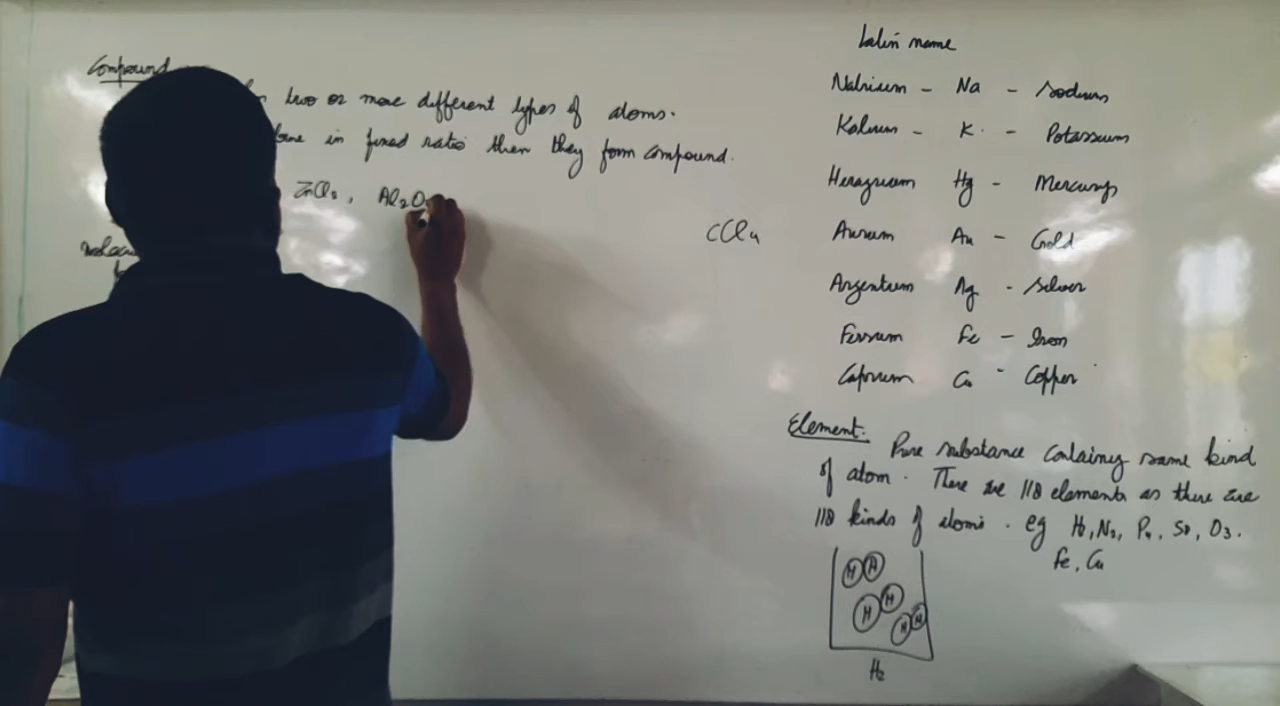 Compound
two or more different types of atoms.
in fixed ratio then they form compound.
ZnCl₂, Al₂O
CCl₄
Latin name
Natrium - Na - Sodium
Kalium - K - Potassium
Hg - Mercury
Aurum Au - Gold
Argentum Ag - Silver
Ferrum Fe - Iron
Cu - Copper
Element:
Pure substance containing same kind
of atom. There are 118 elements as there are
118 kinds of atoms. eg H₂, N₂, P₄, S₈, O₃.
Fe, Cu
H H
H H
H H
H₂